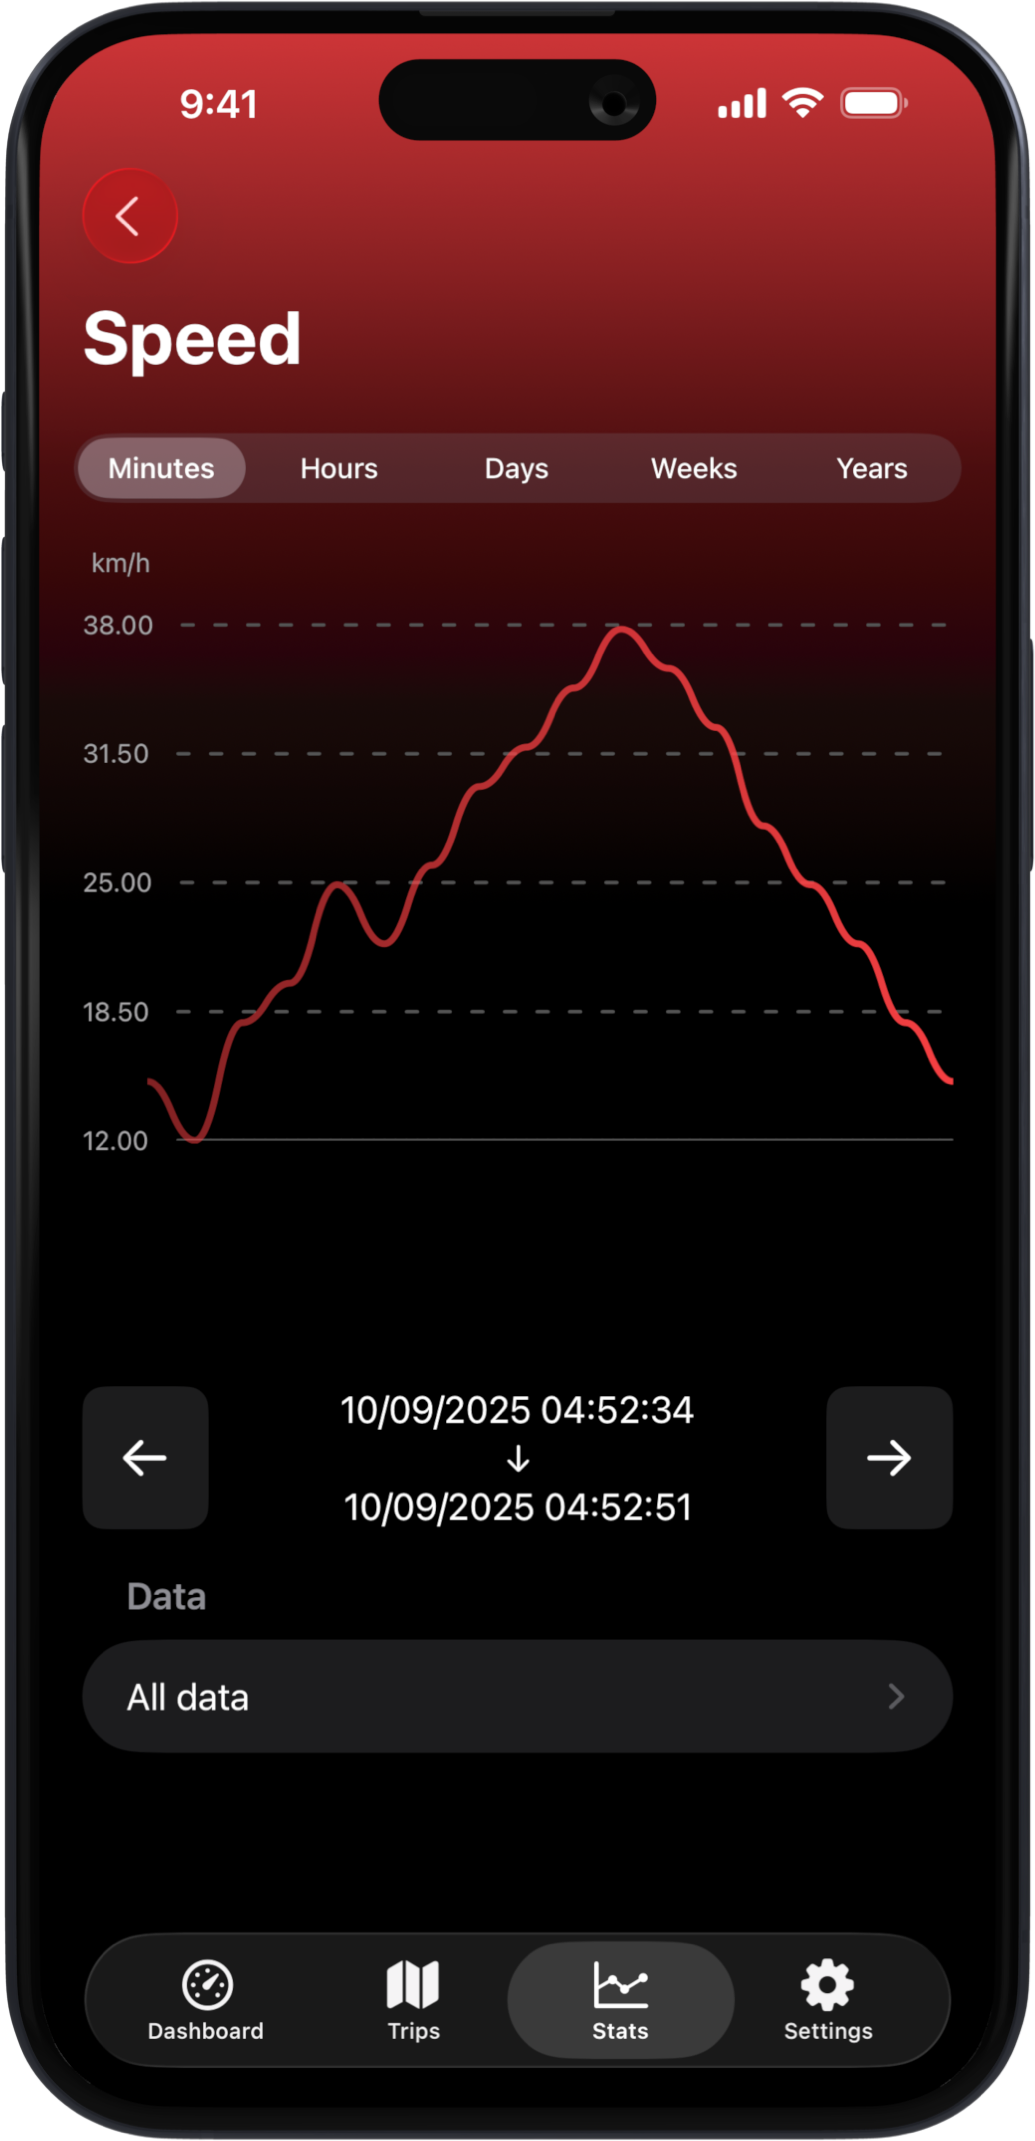 9:41
Speed
Minutes Hours Days Weeks Years
km/h
38.00
31.50
25.00
18.50
12.00
10/09/2025 04:52:34
↓
10/09/2025 04:52:51
Data
All data
Dashboard Trips Stats Settings